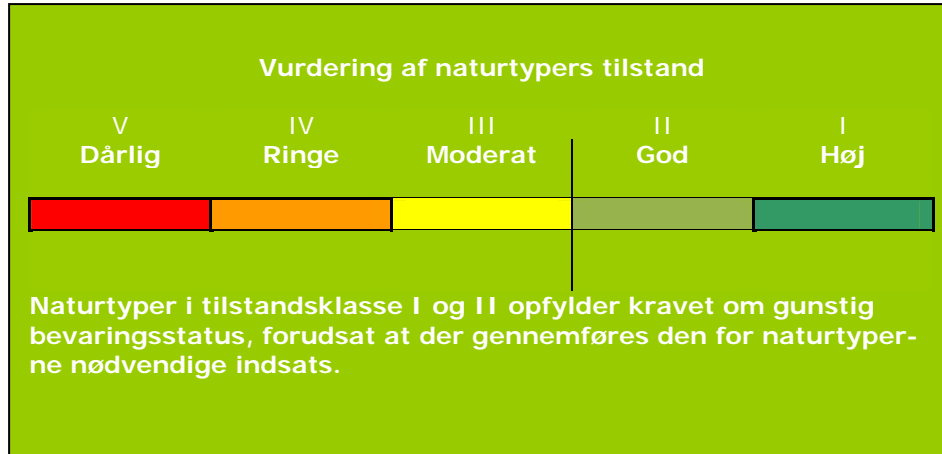 Vurdering af naturtypers tilstand
V IV III II I
Dårlig Ringe Moderat God Høj
Naturtyper i tilstandsklasse I og II opfylder kravet om gunstig
bevaringsstatus, forudsat at der gennemføres den for naturtyper-
ne nødvendige indsats.